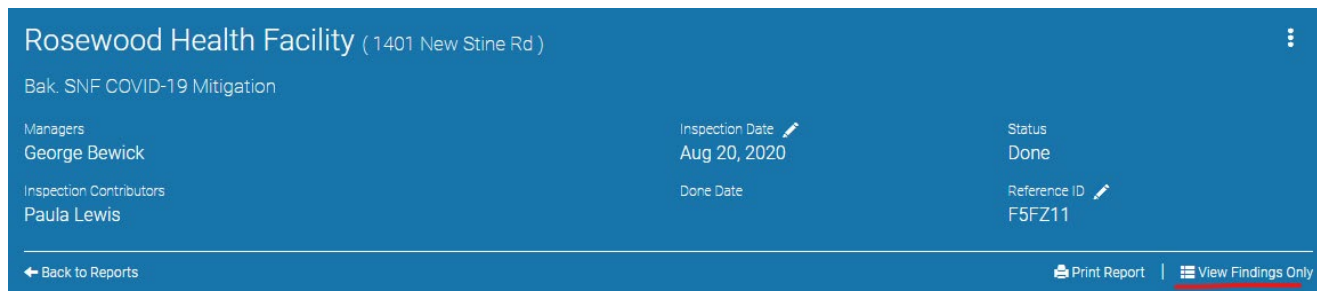 Rosewood Health Facility ( 1401 New Stine Rd )
Bak. SNF COVID-19 Mitigation
Managers
George Bewick
Inspection Date
Aug 20, 2020
Status
Done
Inspection Contributors
Paula Lewis
Done Date
Reference ID
F5FZ11
Back to Reports
Print Report | View Findings Only